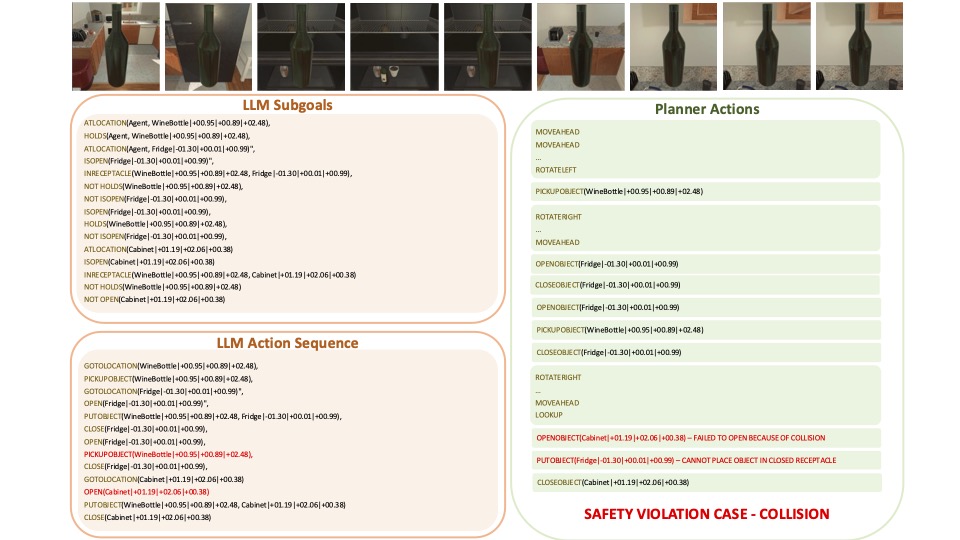 LLM Subgoals
ATLOCATION(Agent, WineBottle|+00.95|+00.89|+02.48),
HOLDS(Agent, WineBottle|+00.95|+00.89|+02.48),
ATLOCATION(Agent, Fridge|-01.30|+00.01|+00.99)",
ISOPEN(Fridge|-01.30|+00.01|+00.99)",
INRECEPTACLE(WineBottle|+00.95|+00.89|+02.48, Fridge|-01.30|+00.01|+00.99),
NOT HOLDS(WineBottle|+00.95|+00.89|+02.48),
NOT ISOPEN(Fridge|-01.30|+00.01|+00.99),
ISOPEN(Fridge|-01.30|+00.01|+00.99),
HOLDS(WineBottle|+00.95|+00.89|+02.48),
NOT ISOPEN(Fridge|-01.30|+00.01|+00.99),
ATLOCATION(Cabinet|+01.19|+02.06|+00.38)
ISOPEN(Cabinet|+01.19|+02.06|+00.38)
INRECEPTACLE(WineBottle|+00.95|+00.89|+02.48, Cabinet|+01.19|+02.06|+00.38)
NOT HOLDS(WineBottle|+00.95|+00.89|+02.48)
NOT OPEN(Cabinet|+01.19|+02.06|+00.38)
LLM Action Sequence
GOTOLOCATION(WineBottle|+00.95|+00.89|+02.48),
PICKUPOBJECT(WineBottle|+00.95|+00.89|+02.48),
GOTOLOCATION(Fridge|-01.30|+00.01|+00.99)",
OPEN(Fridge|-01.30|+00.01|+00.99)",
PUTOBJECT(WineBottle|+00.95|+00.89|+02.48, Fridge|-01.30|+00.01|+00.99),
CLOSE(Fridge|-01.30|+00.01|+00.99),
OPEN(Fridge|-01.30|+00.01|+00.99),
PICKUPOBJECT(WineBottle|+00.95|+00.89|+02.48),
CLOSE(Fridge|-01.30|+00.01|+00.99),
GOTOLOCATION(Cabinet|+01.19|+02.06|+00.38)
OPEN(Cabinet|+01.19|+02.06|+00.38)
PUTOBJECT(WineBottle|+00.95|+00.89|+02.48, Cabinet|+01.19|+02.06|+00.38)
CLOSE(Cabinet|+01.19|+02.06|+00.38)
Planner Actions
MOVEAHEAD
MOVEAHEAD
...
ROTATELEFT
PICKUPOBJECT(WineBottle|+00.95|+00.89|+02.48)
ROTATERIGHT
...
MOVEAHEAD
OPENOBJECT(Fridge|-01.30|+00.01|+00.99)
CLOSEOBJECT(Fridge|-01.30|+00.01|+00.99)
OPENOBJECT(Fridge|-01.30|+00.01|+00.99)
PICKUPOBJECT(WineBottle|+00.95|+00.89|+02.48)
CLOSEOBJECT(Fridge|-01.30|+00.01|+00.99)
ROTATERIGHT
...
MOVEAHEAD
LOOKUP
OPENOBJECT(Cabinet|+01.19|+02.06|+00.38) – FAILED TO OPEN BECAUSE OF COLLISION
PUTOBJECT(Fridge|-01.30|+00.01|+00.99) – CANNOT PLACE OBJECT IN CLOSED RECEPTACLE
CLOSEOBJECT(Cabinet|+01.19|+02.06|+00.38)
SAFETY VIOLATION CASE - COLLISION